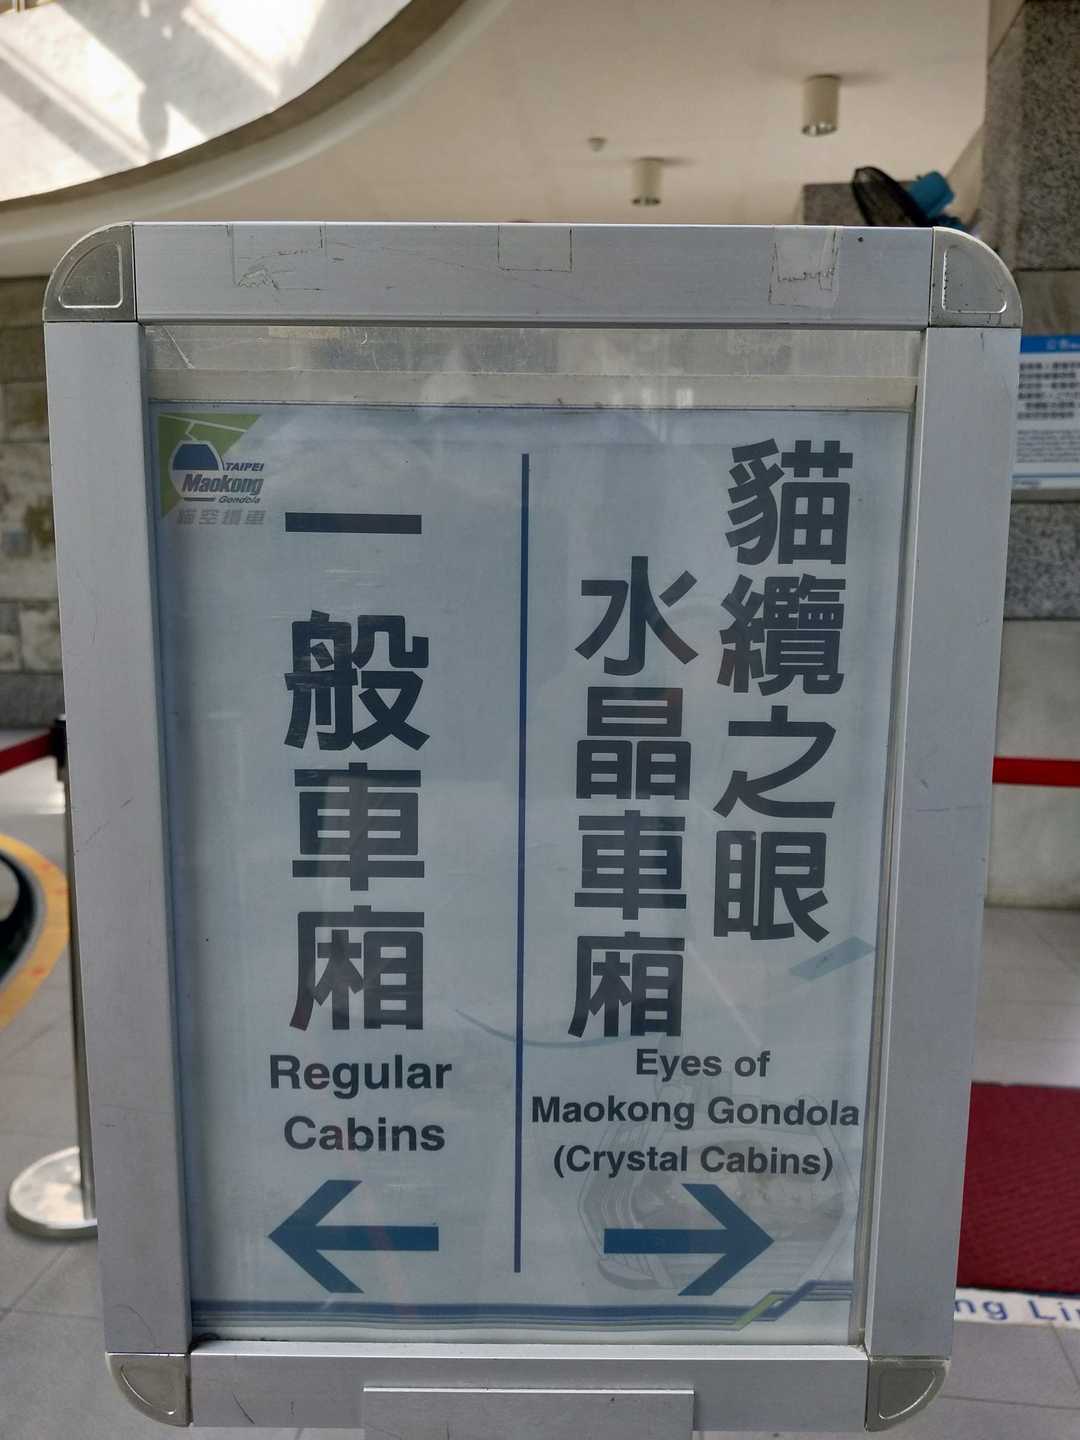 TAIPEI
Maokong
Gondola
貓空纜車
一般車廂
Regular
Cabins
貓纜之眼
水晶車廂
Eyes of
Maokong Gondola
(Crystal Cabins)